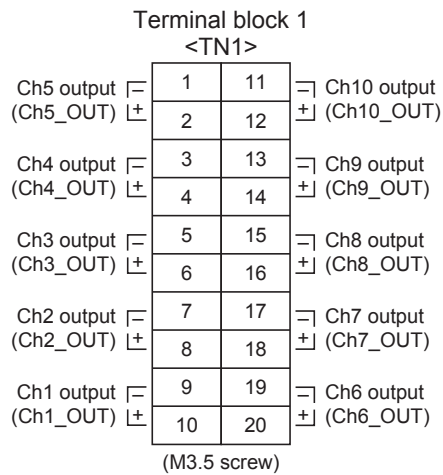 Terminal block 1
<TN1>
Ch5 output − 1 11 − Ch10 output
(Ch5_OUT) + 2 12 + (Ch10_OUT)
Ch4 output − 3 13 − Ch9 output
(Ch4_OUT) + 4 14 + (Ch9_OUT)
Ch3 output − 5 15 − Ch8 output
(Ch3_OUT) + 6 16 + (Ch8_OUT)
Ch2 output − 7 17 − Ch7 output
(Ch2_OUT) + 8 18 + (Ch7_OUT)
Ch1 output − 9 19 − Ch6 output
(Ch1_OUT) + 10 20 + (Ch6_OUT)
(M3.5 screw)